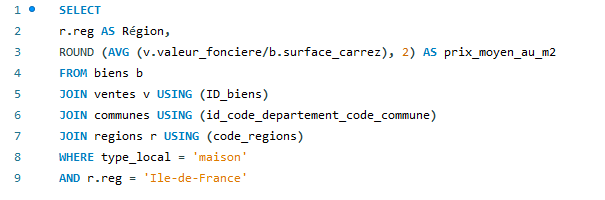 1 SELECT
2 r.reg AS Région,
3 ROUND (AVG (v.valeur_fonciere/b.surface_carrez), 2) AS prix_moyen_au_m2
4 FROM biens b
5 JOIN ventes v USING (ID_biens)
6 JOIN communes USING (id_code_departement_code_commune)
7 JOIN regions r USING (code_regions)
8 WHERE type_local = 'maison'
9 AND r.reg = 'Ile-de-France'